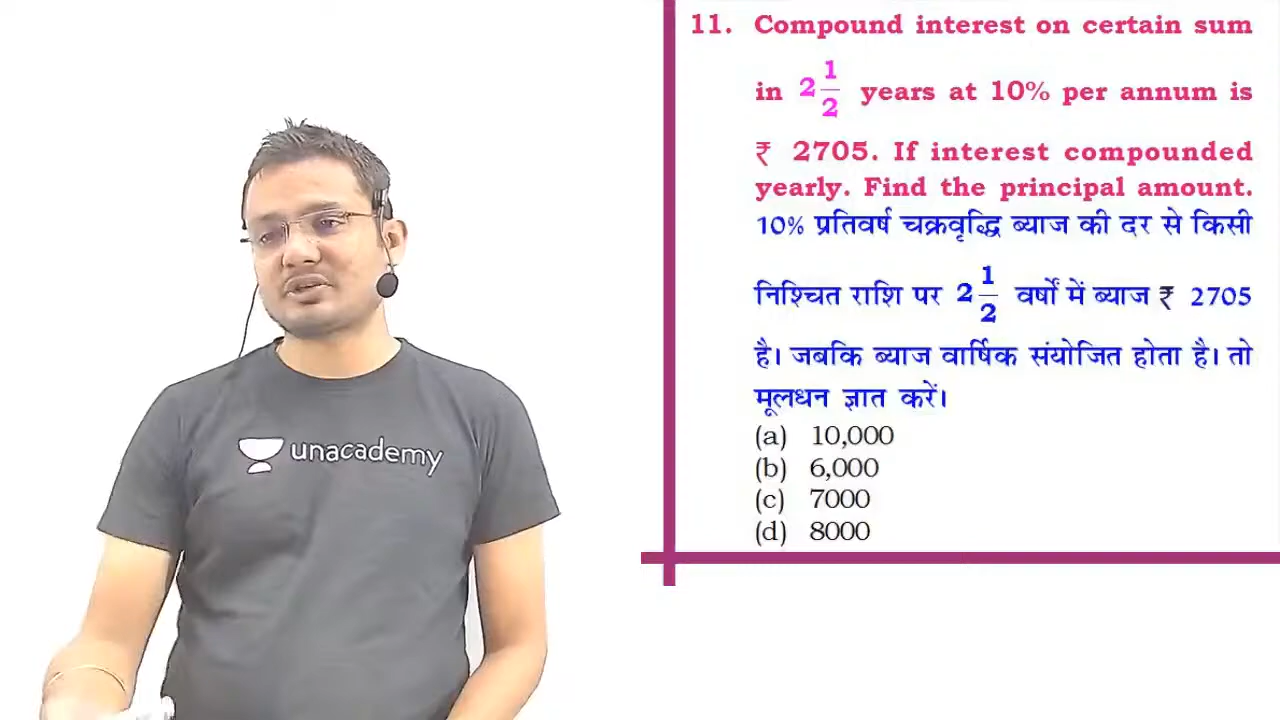 unacademy
11. Compound interest on certain sum
in 2 1/2 years at 10% per annum is
₹ 2705. If interest compounded
yearly. Find the principal amount.
10% प्रतिवर्ष चक्रवृद्धि ब्याज की दर से किसी
निश्चित राशि पर 2 1/2 वर्षों में ब्याज ₹ 2705
है। जबकि ब्याज वार्षिक संयोजित होता है। तो
मूलधन ज्ञात करें।
(a) 10,000
(b) 6,000
(c) 7000
(d) 8000